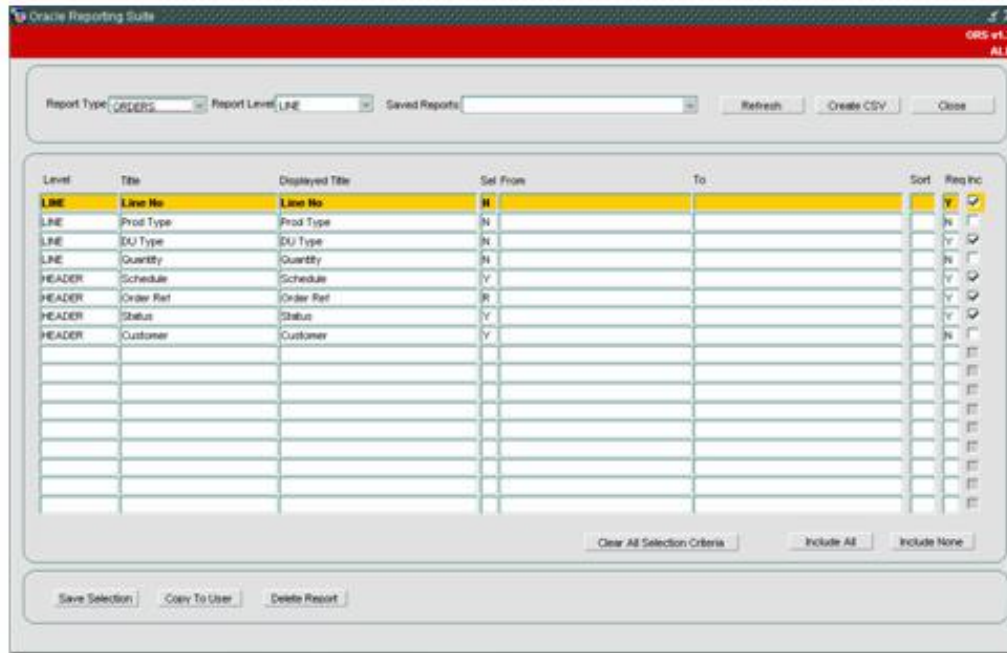 Oracle Reporting Suite
ORS v1.
Report Type ORDERS Report Level LINE Saved Reports Refresh Create CSV Close
Level Title Displayed Title Sel From To Sort Req Inc
LINE Line No Line No N Y
LINE Prod Type Prod Type N N
LINE DU Type DU Type N Y
LINE Quantity Quantity N N
HEADER Schedule Schedule Y Y
HEADER Order Ref Order Ref R Y
HEADER Status Status Y Y
HEADER Customer Customer Y N
Clear All Selection Criteria Include All Include None
Save Selection Copy To User Delete Report